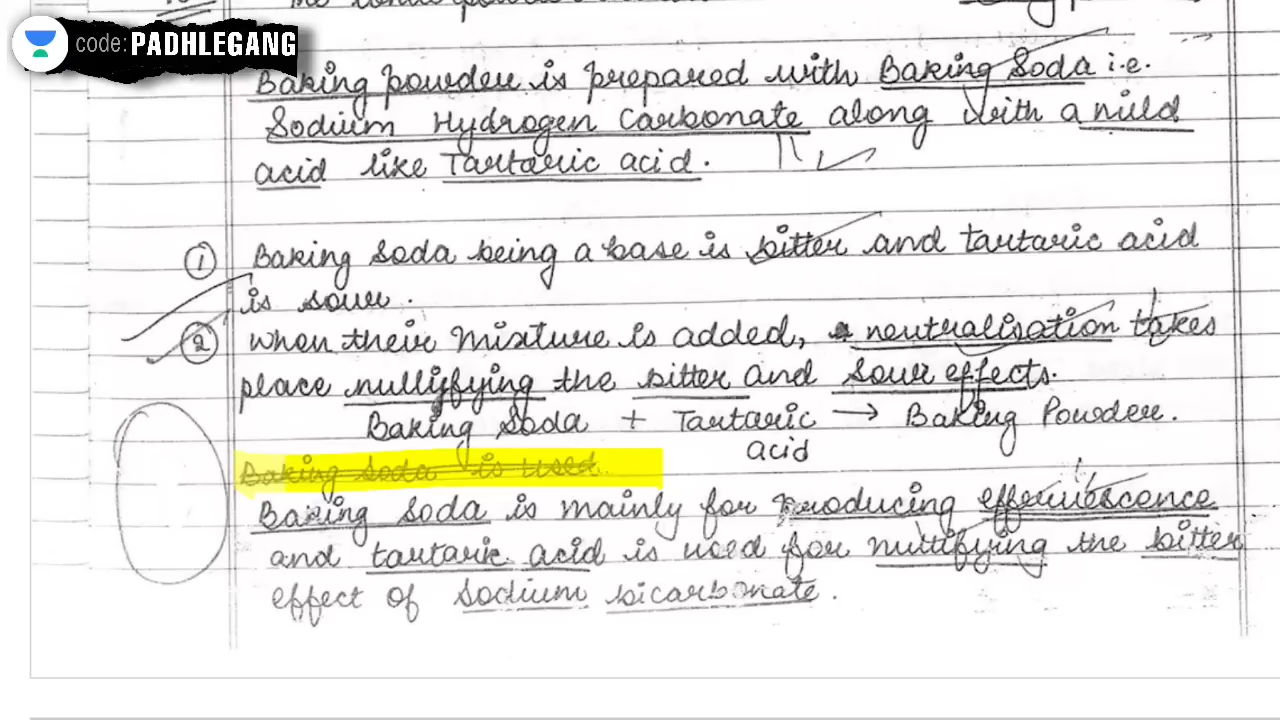 code: PADHLEGANG
Baking powder is prepared with Baking Soda i.e.
Sodium Hydrogen Carbonate along with a mild
acid like Tartaric acid.
1 Baking Soda being a base is bitter and tartaric acid
is sour.
2 When their mixture is added, neutralisation takes
place nullifying the bitter and sour effects.
Baking Soda + Tartaric → Baking Powder.
acid
Baking soda is used
Baking Soda is mainly for producing effervescence
and tartaric acid is used for nullifying the bitter
effect of sodium bicarbonate.